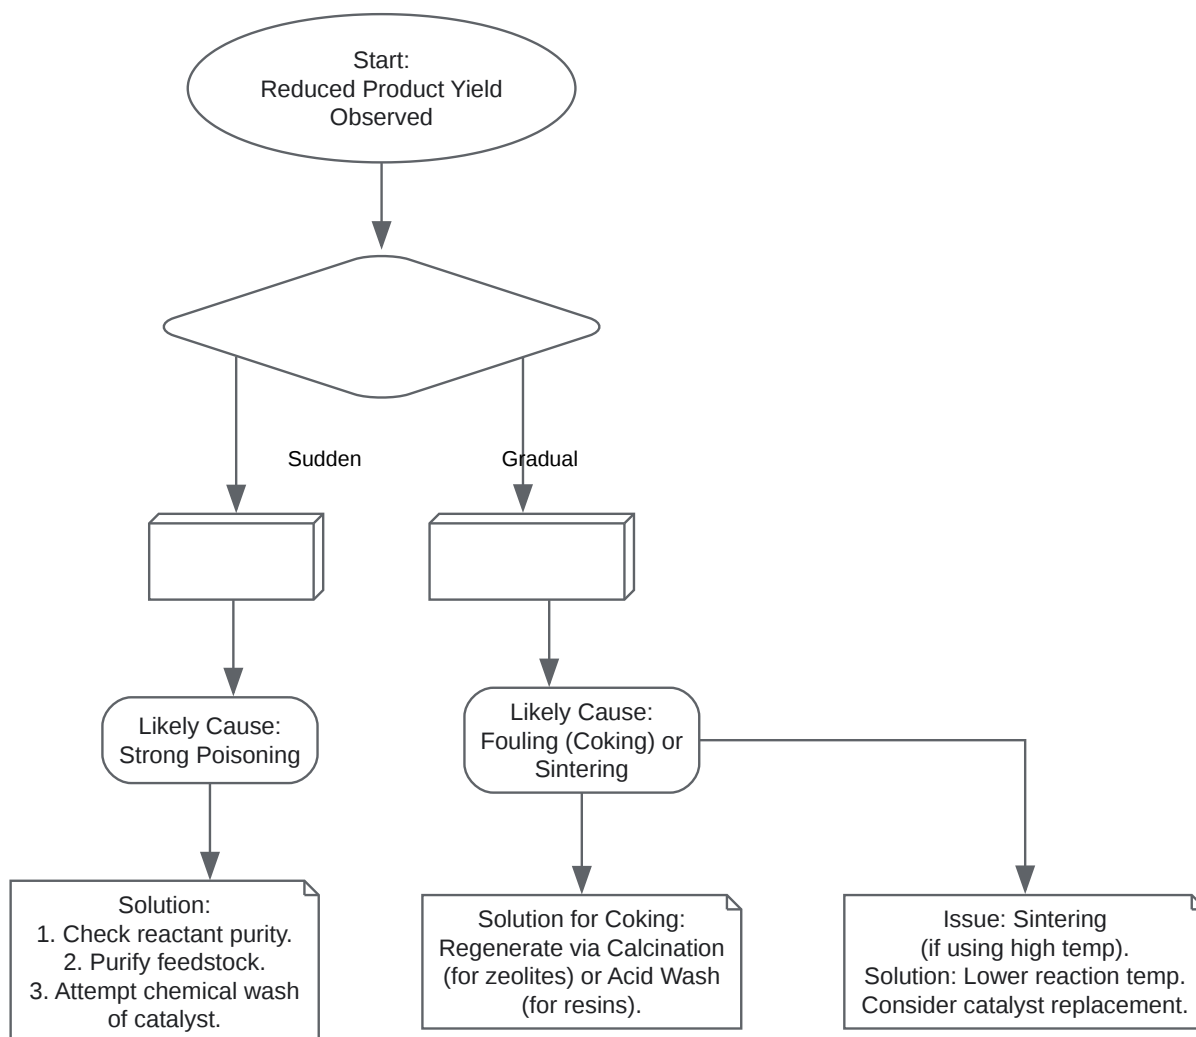 Start:
Reduced Product Yield
Observed
Sudden
Gradual
Likely Cause:
Strong Poisoning
Likely Cause:
Fouling (Coking) or
Sintering
Solution:
1. Check reactant purity.
2. Purify feedstock.
3. Attempt chemical wash
of catalyst.
Solution for Coking:
Regenerate via Calcination
(for zeolites) or Acid Wash
(for resins).
Issue: Sintering
(if using high temp).
Solution: Lower reaction temp.
Consider catalyst replacement.